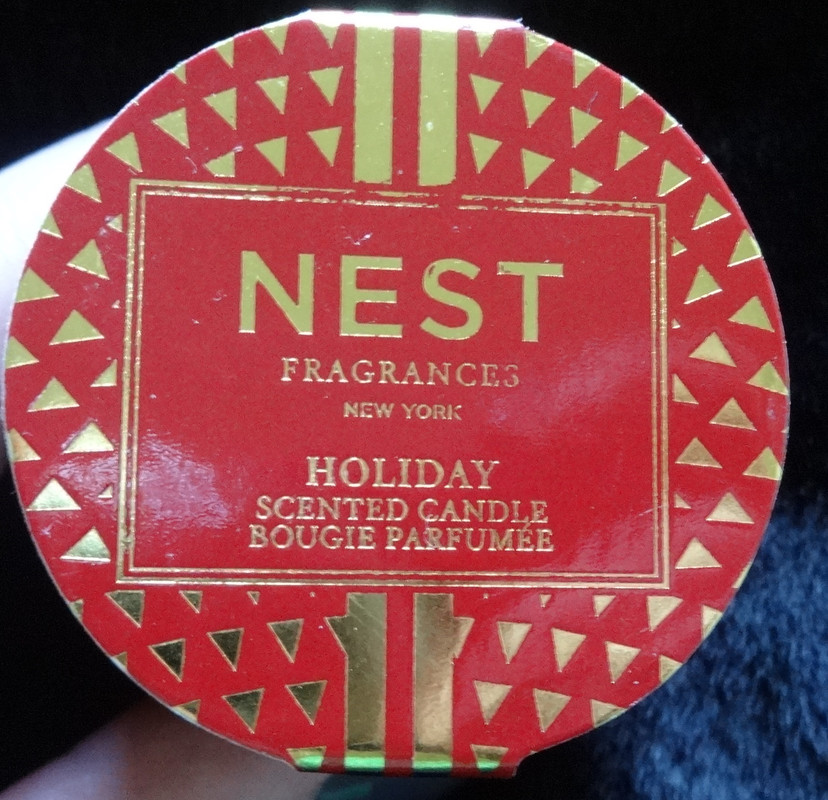 NEST
FRAGRANCES
NEW YORK
HOLIDAY
SCENTED CANDLE
BOUGIE PARFUMÉE